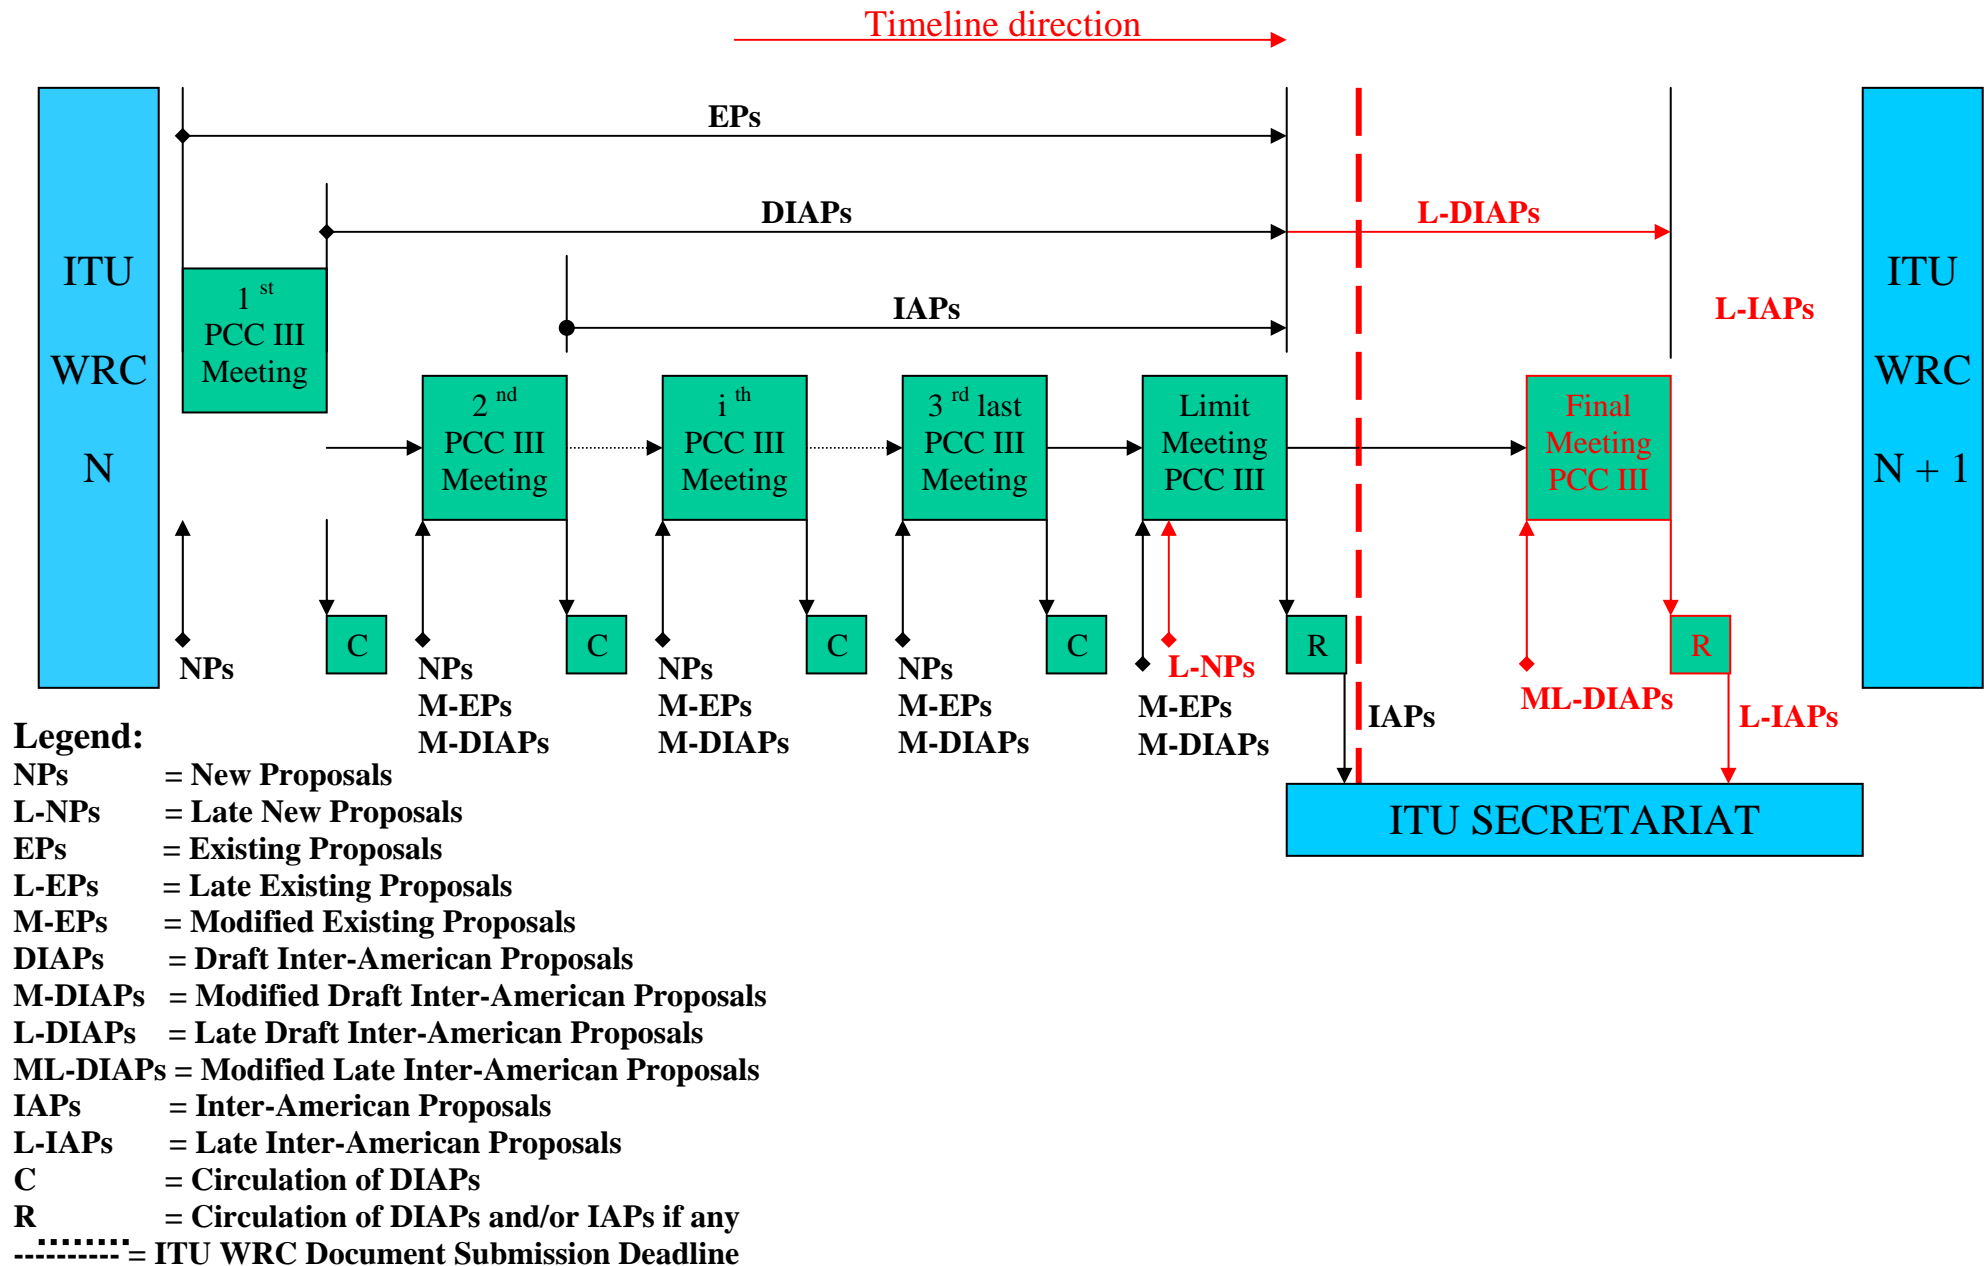 Timeline direction
EPs
DIAPs
L-DIAPs
IAPs
L-IAPs
ITU
WRC
N
1 st
PCC III
Meeting
2 nd
PCC III
Meeting
i th
PCC III
Meeting
3 rd last
PCC III
Meeting
Limit
Meeting
PCC III
Final
Meeting
PCC III
ITU
WRC
N + 1
C
C
C
C
R
R
NPs
NPs
M-EPs
M-DIAPs
NPs
M-EPs
M-DIAPs
NPs
M-EPs
M-DIAPs
L-NPs
M-EPs
M-DIAPs
IAPs
ML-DIAPs
L-IAPs
ITU SECRETARIAT
Legend:
NPs = New Proposals
L-NPs = Late New Proposals
EPs = Existing Proposals
L-EPs = Late Existing Proposals
M-EPs = Modified Existing Proposals
DIAPs = Draft Inter-American Proposals
M-DIAPs = Modified Draft Inter-American Proposals
L-DIAPs = Late Draft Inter-American Proposals
ML-DIAPs = Modified Late Inter-American Proposals
IAPs = Inter-American Proposals
L-IAPs = Late Inter-American Proposals
C = Circulation of DIAPs
R = Circulation of DIAPs and/or IAPs if any
---------- = ITU WRC Document Submission Deadline